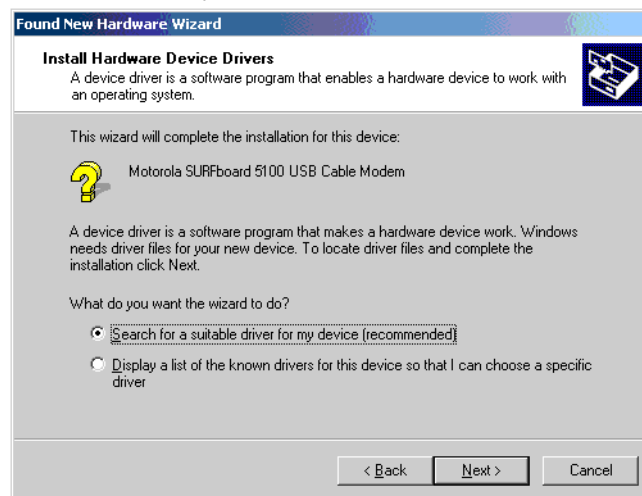 Found New Hardware Wizard
Install Hardware Device Drivers
A device driver is a software program that enables a hardware device to work with
an operating system.
This wizard will complete the installation for this device:
Motorola SURFboard 5100 USB Cable Modem
A device driver is a software program that makes a hardware device work. Windows
needs driver files for your new device. To locate driver files and complete the
installation click Next.
What do you want the wizard to do?
Search for a suitable driver for my device (recommended)
Display a list of the known drivers for this device so that I can choose a specific
driver
< Back Next > Cancel